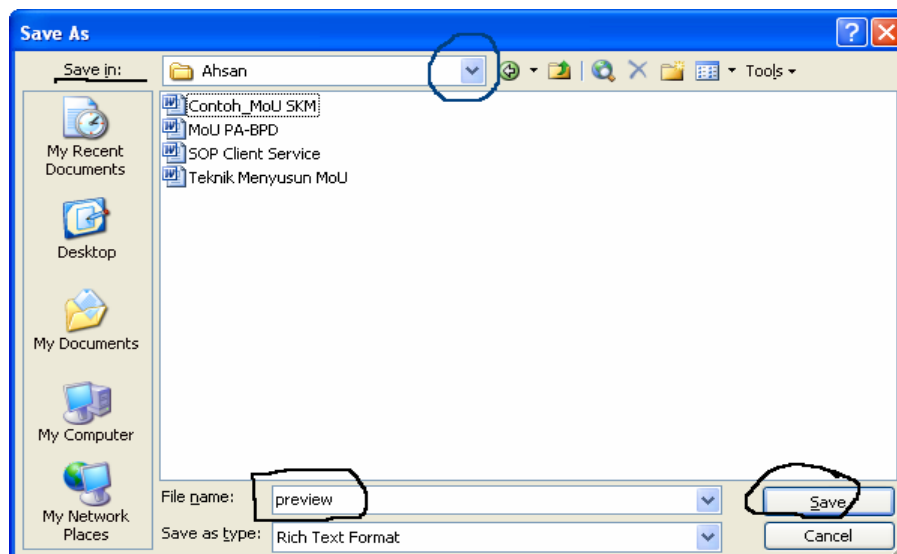 Save As
Save in:
Ahsan
Tools
Contoh_MoU SKM
MoU PA-BPD
SOP Client Service
Teknik Menyusun MoU
My Recent
Documents
Desktop
My Documents
My Computer
My Network
Places
File name:
preview
Save
Save as type:
Rich Text Format
Cancel